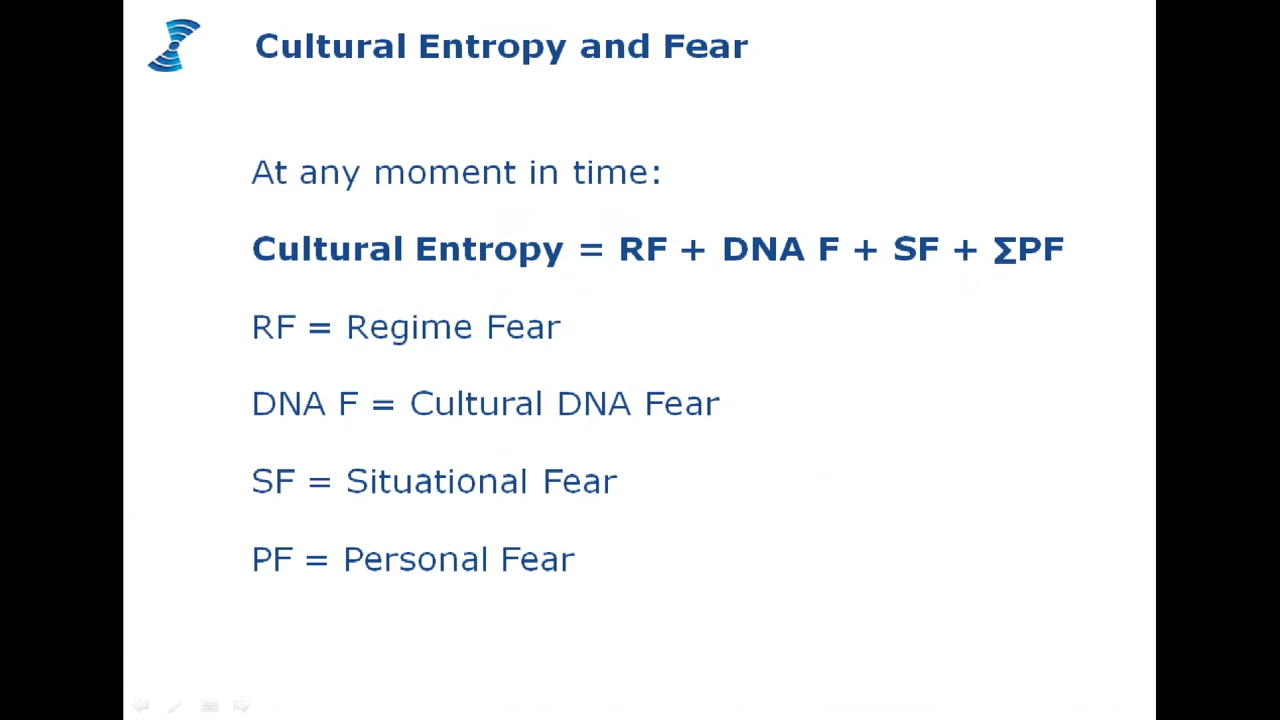 Cultural Entropy and Fear
At any moment in time:
Cultural Entropy = RF + DNA F + SF + ∑PF
RF = Regime Fear
DNA F = Cultural DNA Fear
SF = Situational Fear
PF = Personal Fear